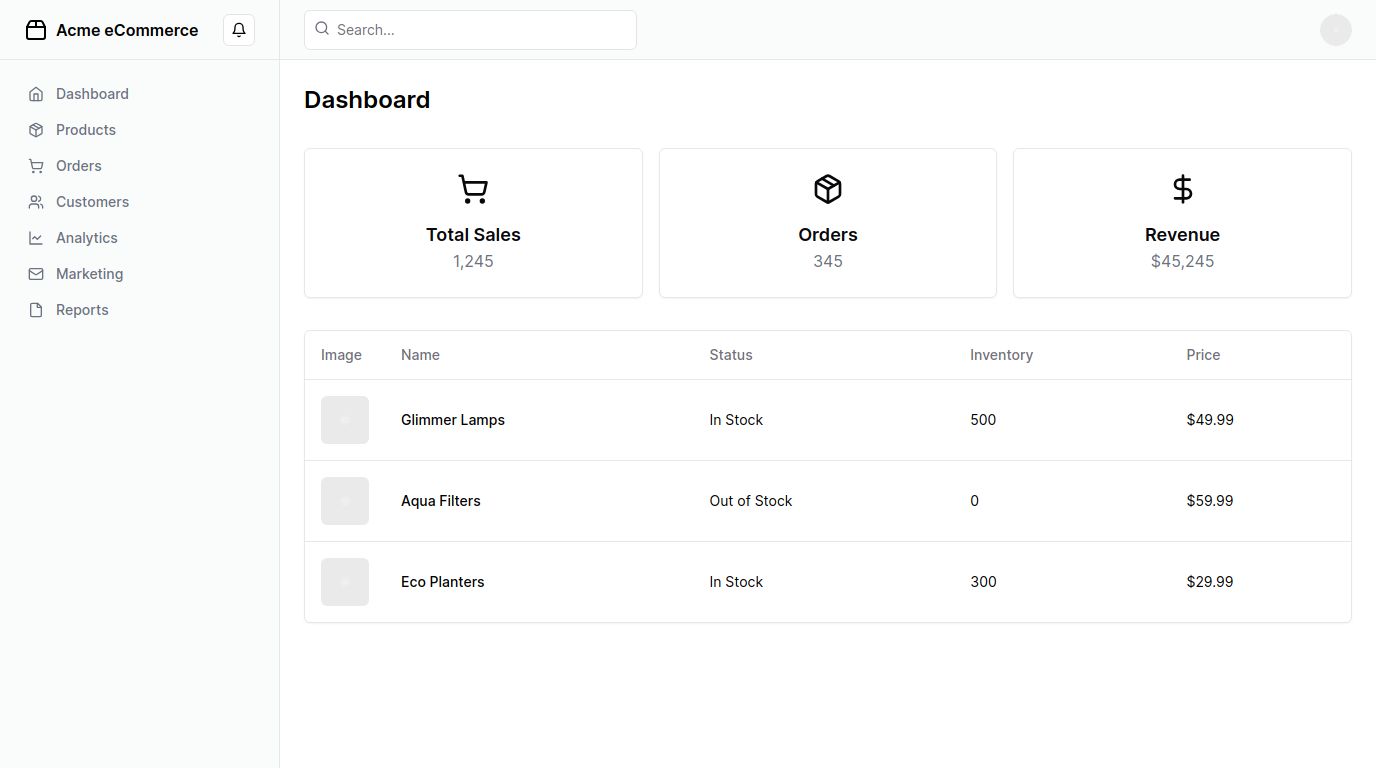 Acme eCommerce
Search...
Dashboard
Products
Orders
Customers
Analytics
Marketing
Reports
Dashboard
Total Sales
1,245
Orders
345
Revenue
$45,245
Image Name Status Inventory Price
Glimmer Lamps In Stock 500 $49.99
Aqua Filters Out of Stock 0 $59.99
Eco Planters In Stock 300 $29.99